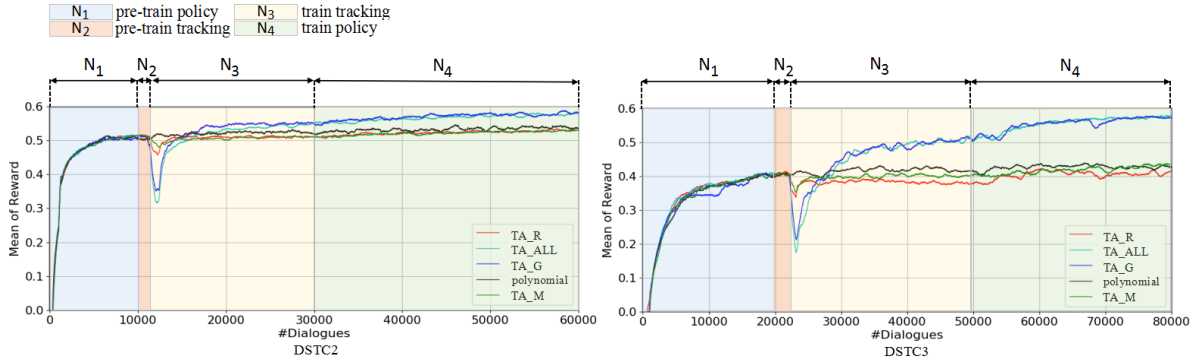 N1 pre-train policy N3 train tracking
N2 pre-train tracking N4 train policy
N1 N2 N3 N4
0.6
0.5
0.4
0.3
0.2
0.1
0.0
Mean of Reward
TA_R
TA_ALL
TA_G
polynomial
TA_M
0 10000 20000 30000 40000 50000 60000
#Dialogues
DSTC2
N1 N2 N3 N4
0.6
0.5
0.4
0.3
0.2
0.1
0.0
Mean of Reward
TA_R
TA_ALL
TA_G
polynomial
TA_M
0 10000 20000 30000 40000 50000 60000 70000 80000
#Dialogues
DSTC3